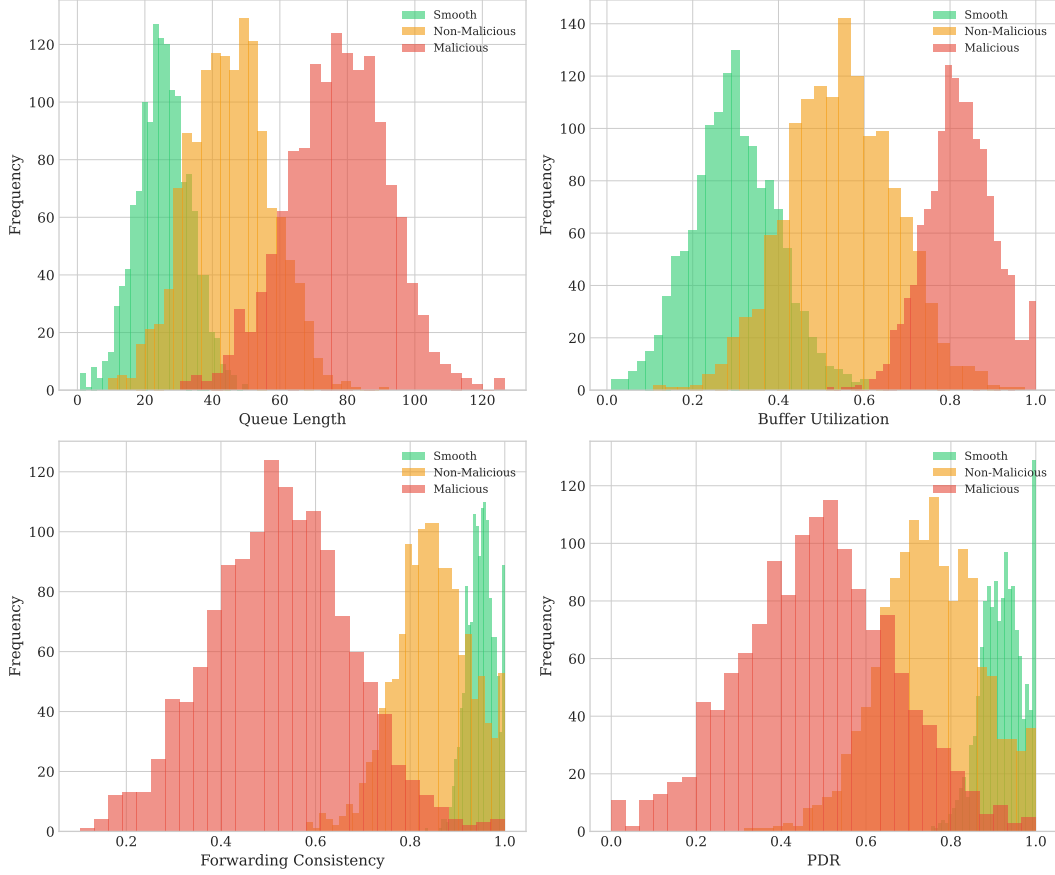 Smooth
Non-Malicious
Malicious
Frequency
120
100
80
60
40
20
0
0 20 40 60 80 100 120
Queue Length
Smooth
Non-Malicious
Malicious
Frequency
140
120
100
80
60
40
20
0
0.0 0.2 0.4 0.6 0.8 1.0
Buffer Utilization
Smooth
Non-Malicious
Malicious
Frequency
120
100
80
60
40
20
0
0.2 0.4 0.6 0.8 1.0
Forwarding Consistency
Smooth
Non-Malicious
Malicious
Frequency
120
100
80
60
40
20
0
0.0 0.2 0.4 0.6 0.8 1.0
PDR